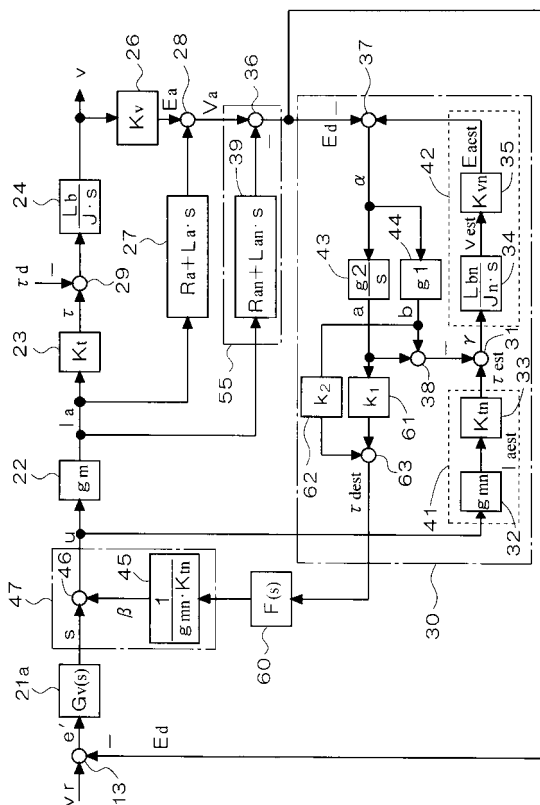 vr
13
e′
Gv(s)
21a
s
46
47
β
1
gmn·Ktn
45
F(s)
60
u
gm
22
Ia
Kt
23
τ
τd
29
Lb
J·s
24
v
Kv
26
Ea
28
Va
Ra+La·s
27
Ran+Lan·s
39
55
36
Ed
Ed
37
α
g2
s
43
g1
44
a
b
38
k1
61
k2
62
63
τdest
gmn
32
Iaest
Ktn
33
41
τest
31
γ
Lbn
Jn·s
34
vest
Kvn
35
Eaest
42
30